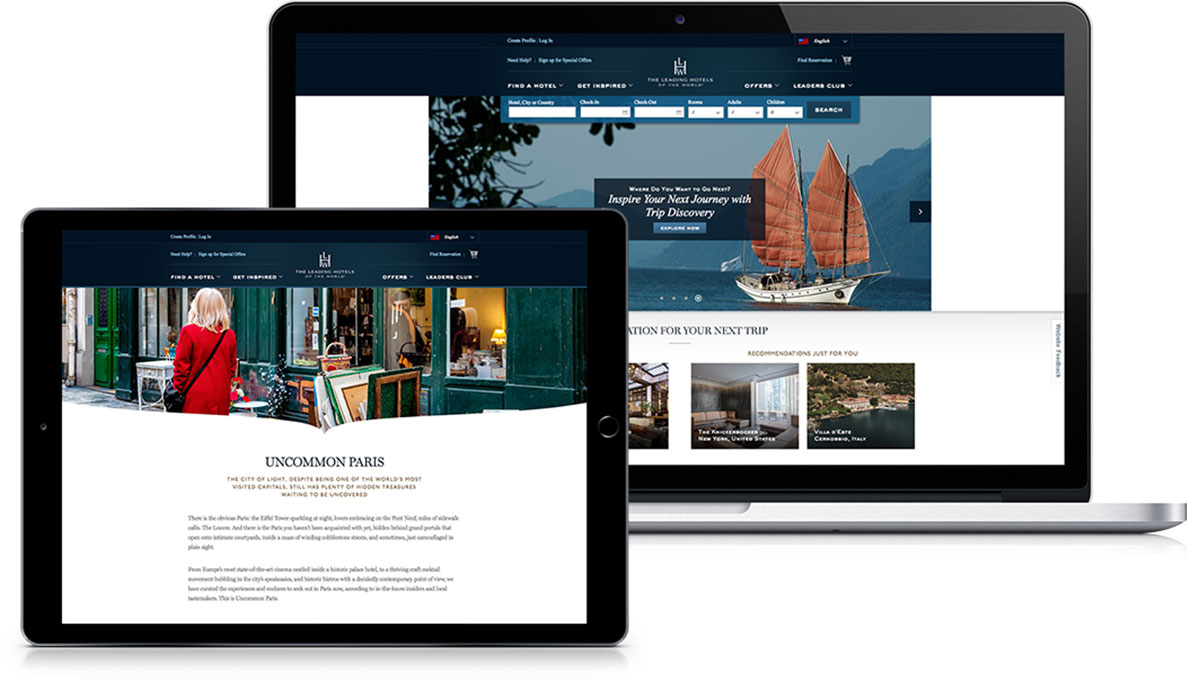 Create Profile | Log In
English
Need Help? | Sign up for Special Offers
Find Reservation |
THE LEADING HOTELS
OF THE WORLD®
FIND A HOTEL
GET INSPIRED
OFFERS
LEADERS CLUB
Hotel, City or Country
Check-In
Check-Out
Rooms
Adults
Children
SEARCH
WHERE DO YOU WANT TO GO NEXT?
Inspire Your Next Journey with
Trip Discovery
EXPLORE NOW
ATION FOR YOUR NEXT TRIP
RECOMMENDATIONS JUST FOR YOU
Website Feedback
THE KNICKERBOCKER
NEW YORK, UNITED STATES
VILLA D'ESTE
CERNOBBIO, ITALY
Create Profile | Log In
English
Need Help? | Sign up for Special Offers
Find Reservation |
THE LEADING HOTELS
OF THE WORLD®
FIND A HOTEL
GET INSPIRED
OFFERS
LEADERS CLUB
UNCOMMON PARIS
THE CITY OF LIGHT, DESPITE BEING ONE OF THE WORLD'S MOST
VISITED CAPITALS, STILL HAS PLENTY OF HIDDEN TREASURES
WAITING TO BE UNCOVERED
There is the obvious Paris: the Eiffel Tower sparkling at night, lovers embracing on the Pont Neuf, miles of sidewalk
cafés. The Louvre. And there is the Paris you haven't been acquainted with yet, hidden behind grand portals that
open onto intimate courtyards, inside a maze of winding cobblestone streets, and sometimes, just camouflaged in
plain sight.
From Europe's most state-of-the-art cinema nestled inside a historic palace hotel, to a thriving craft cocktail
movement bubbling in the city's speakeasies, and historic bistros with a decidedly contemporary point of view, we
have curated the experiences and enclaves to seek out in Paris now, according to in-the-know insiders and local
tastemakers. This is Uncommon Paris.